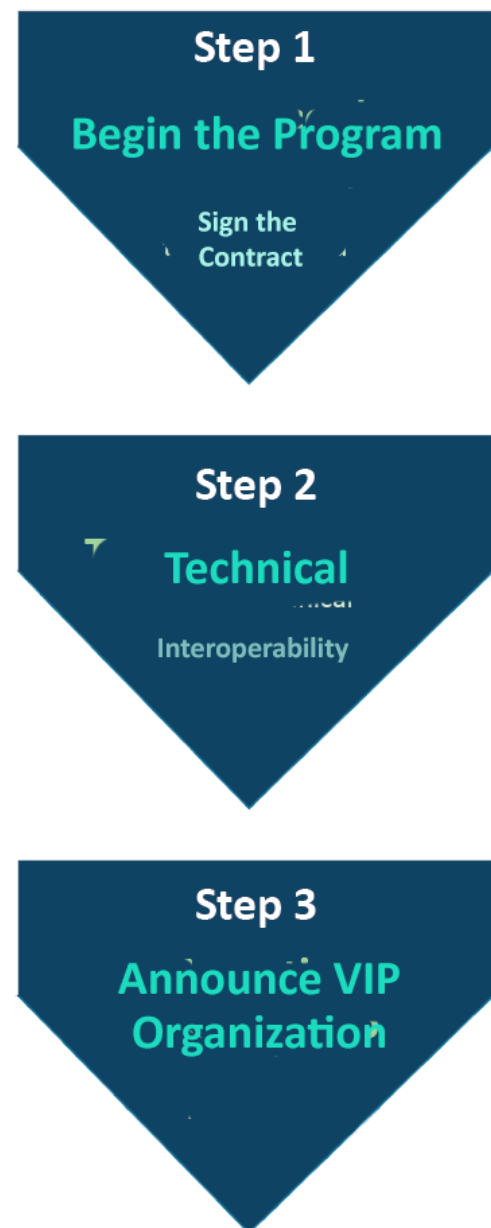 Step 1
Begin the Program
Sign the
Contract
Step 2
Technical
Interoperability
Step 3
Announce VIP
Organization